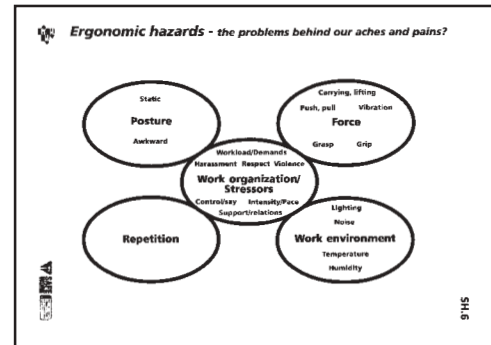 Ergonomic hazards - the problems behind our aches and pains?
Static
Posture
Awkward
Carrying, lifting
Push, pull Vibration
Force
Grasp Grip
Workload/Demands
Harassment Respect Violence
Work organization/
Stressors
Control/say Intensity/Pace
Support/relations
Repetition
Lighting
Noise
Work environment
Temperature
Humidity
SH.6